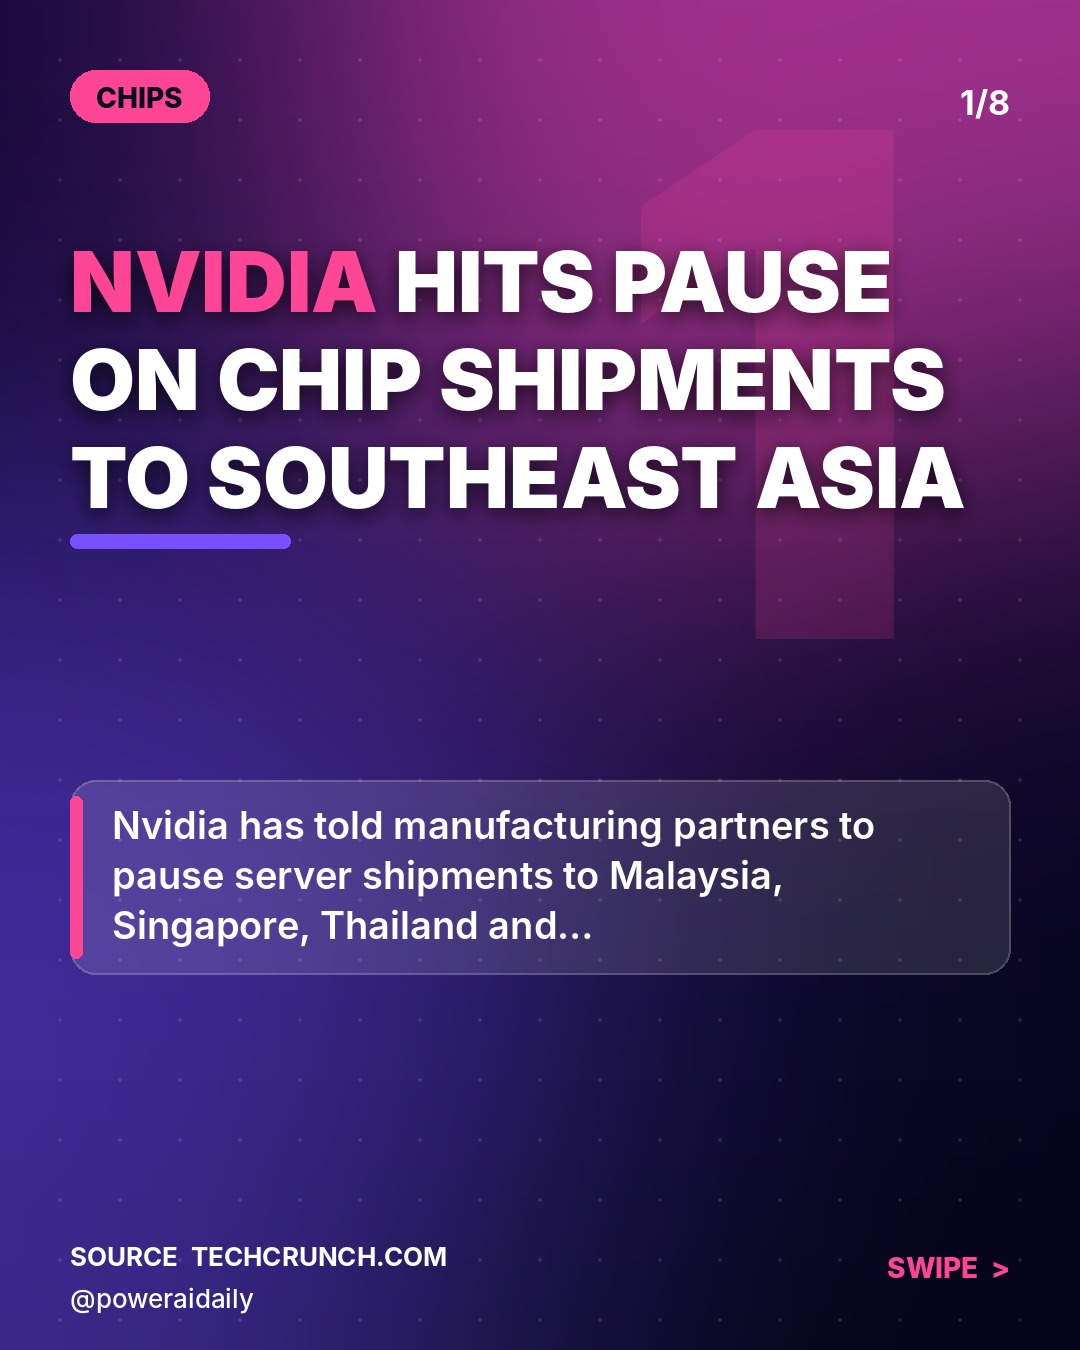 CHIPS
1/8
1
NVIDIA HITS PAUSE
ON CHIP SHIPMENTS
TO SOUTHEAST ASIA
Nvidia has told manufacturing partners to
pause server shipments to Malaysia,
Singapore, Thailand and...
SOURCE TECHCRUNCH.COM
@poweraidaily
SWIPE >